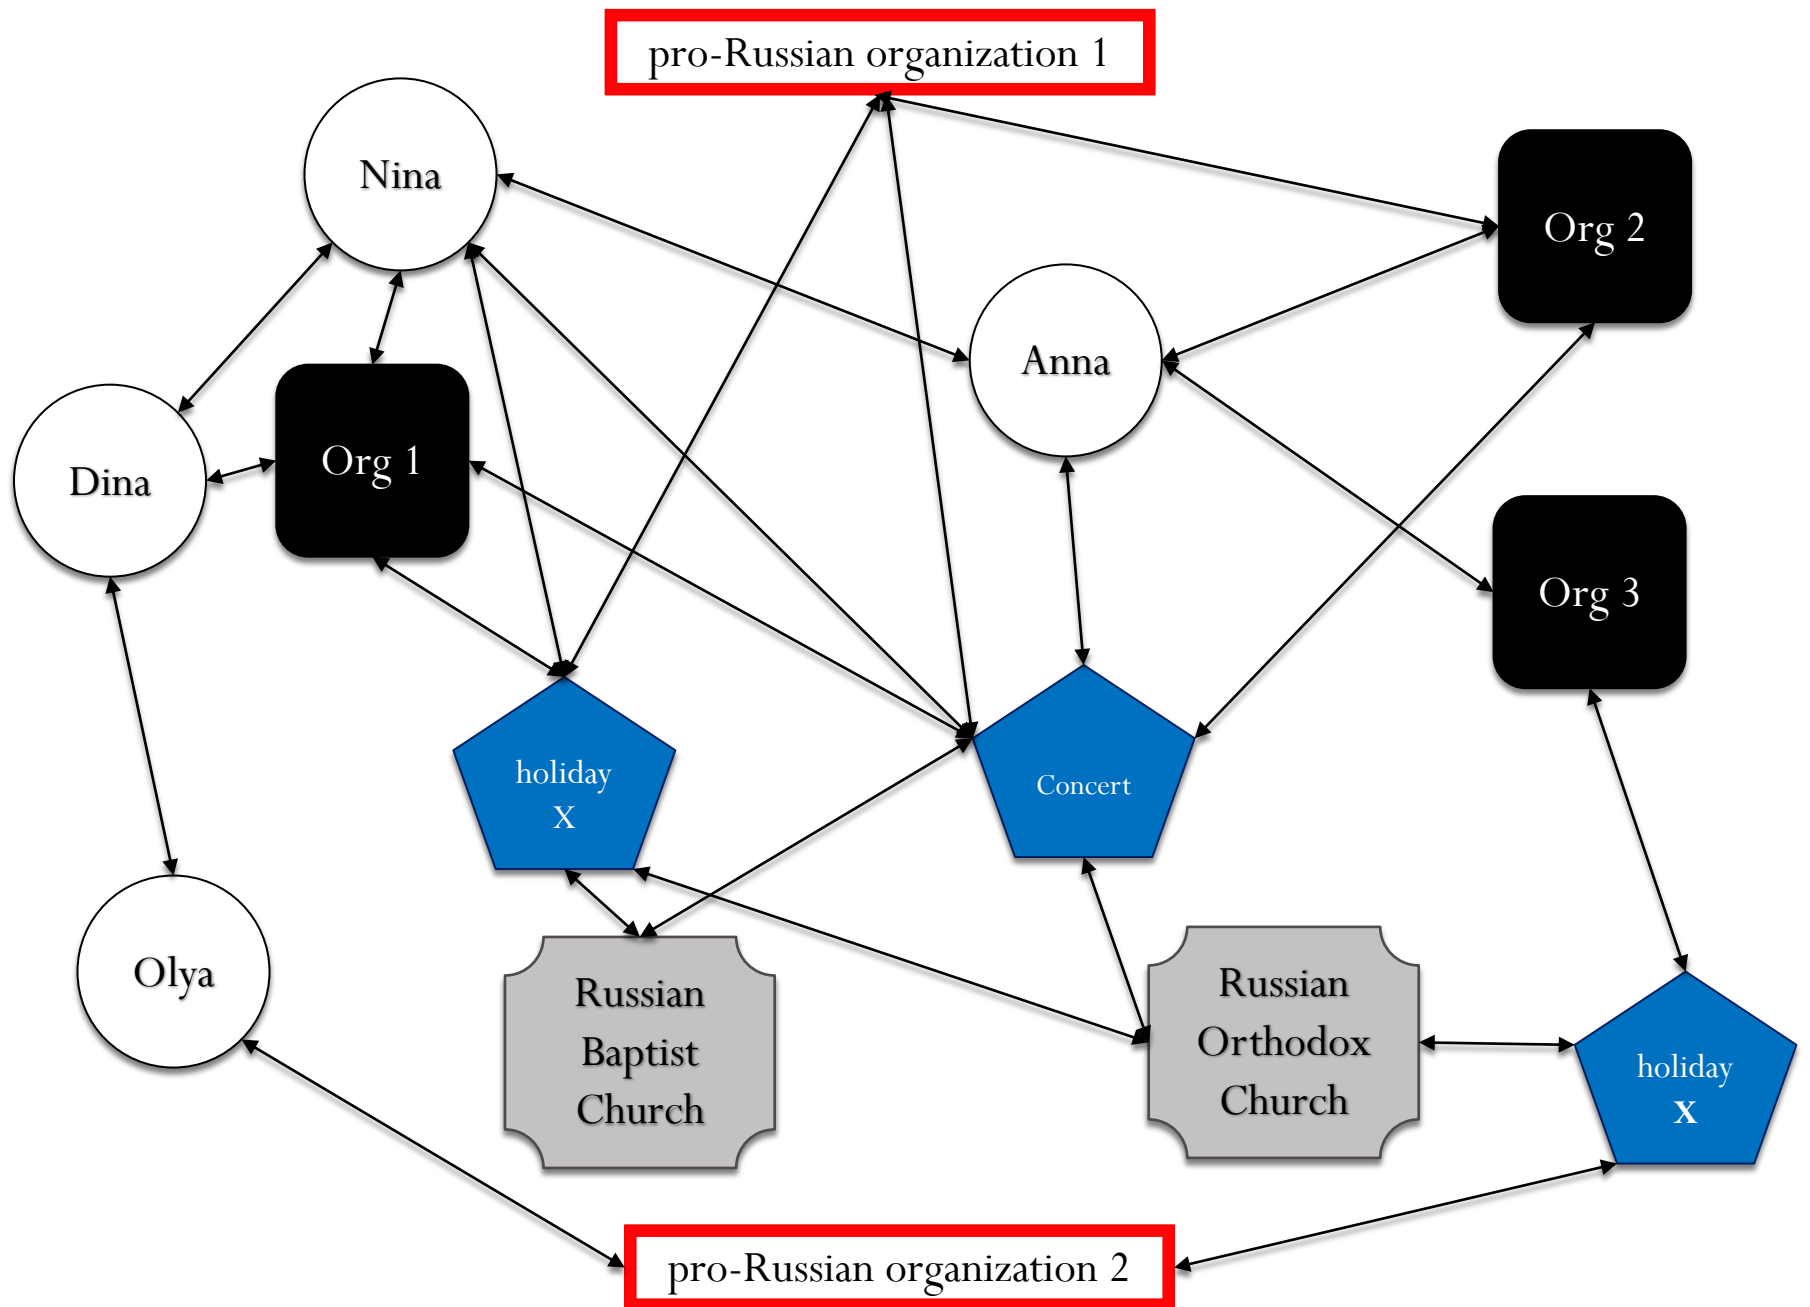 pro-Russian organization 1
Nina
Org 2
Anna
Org 1
Dina
Org 3
holiday
X
Concert
Olya
Russian
Baptist
Church
Russian
Orthodox
Church
holiday
X
pro-Russian organization 2